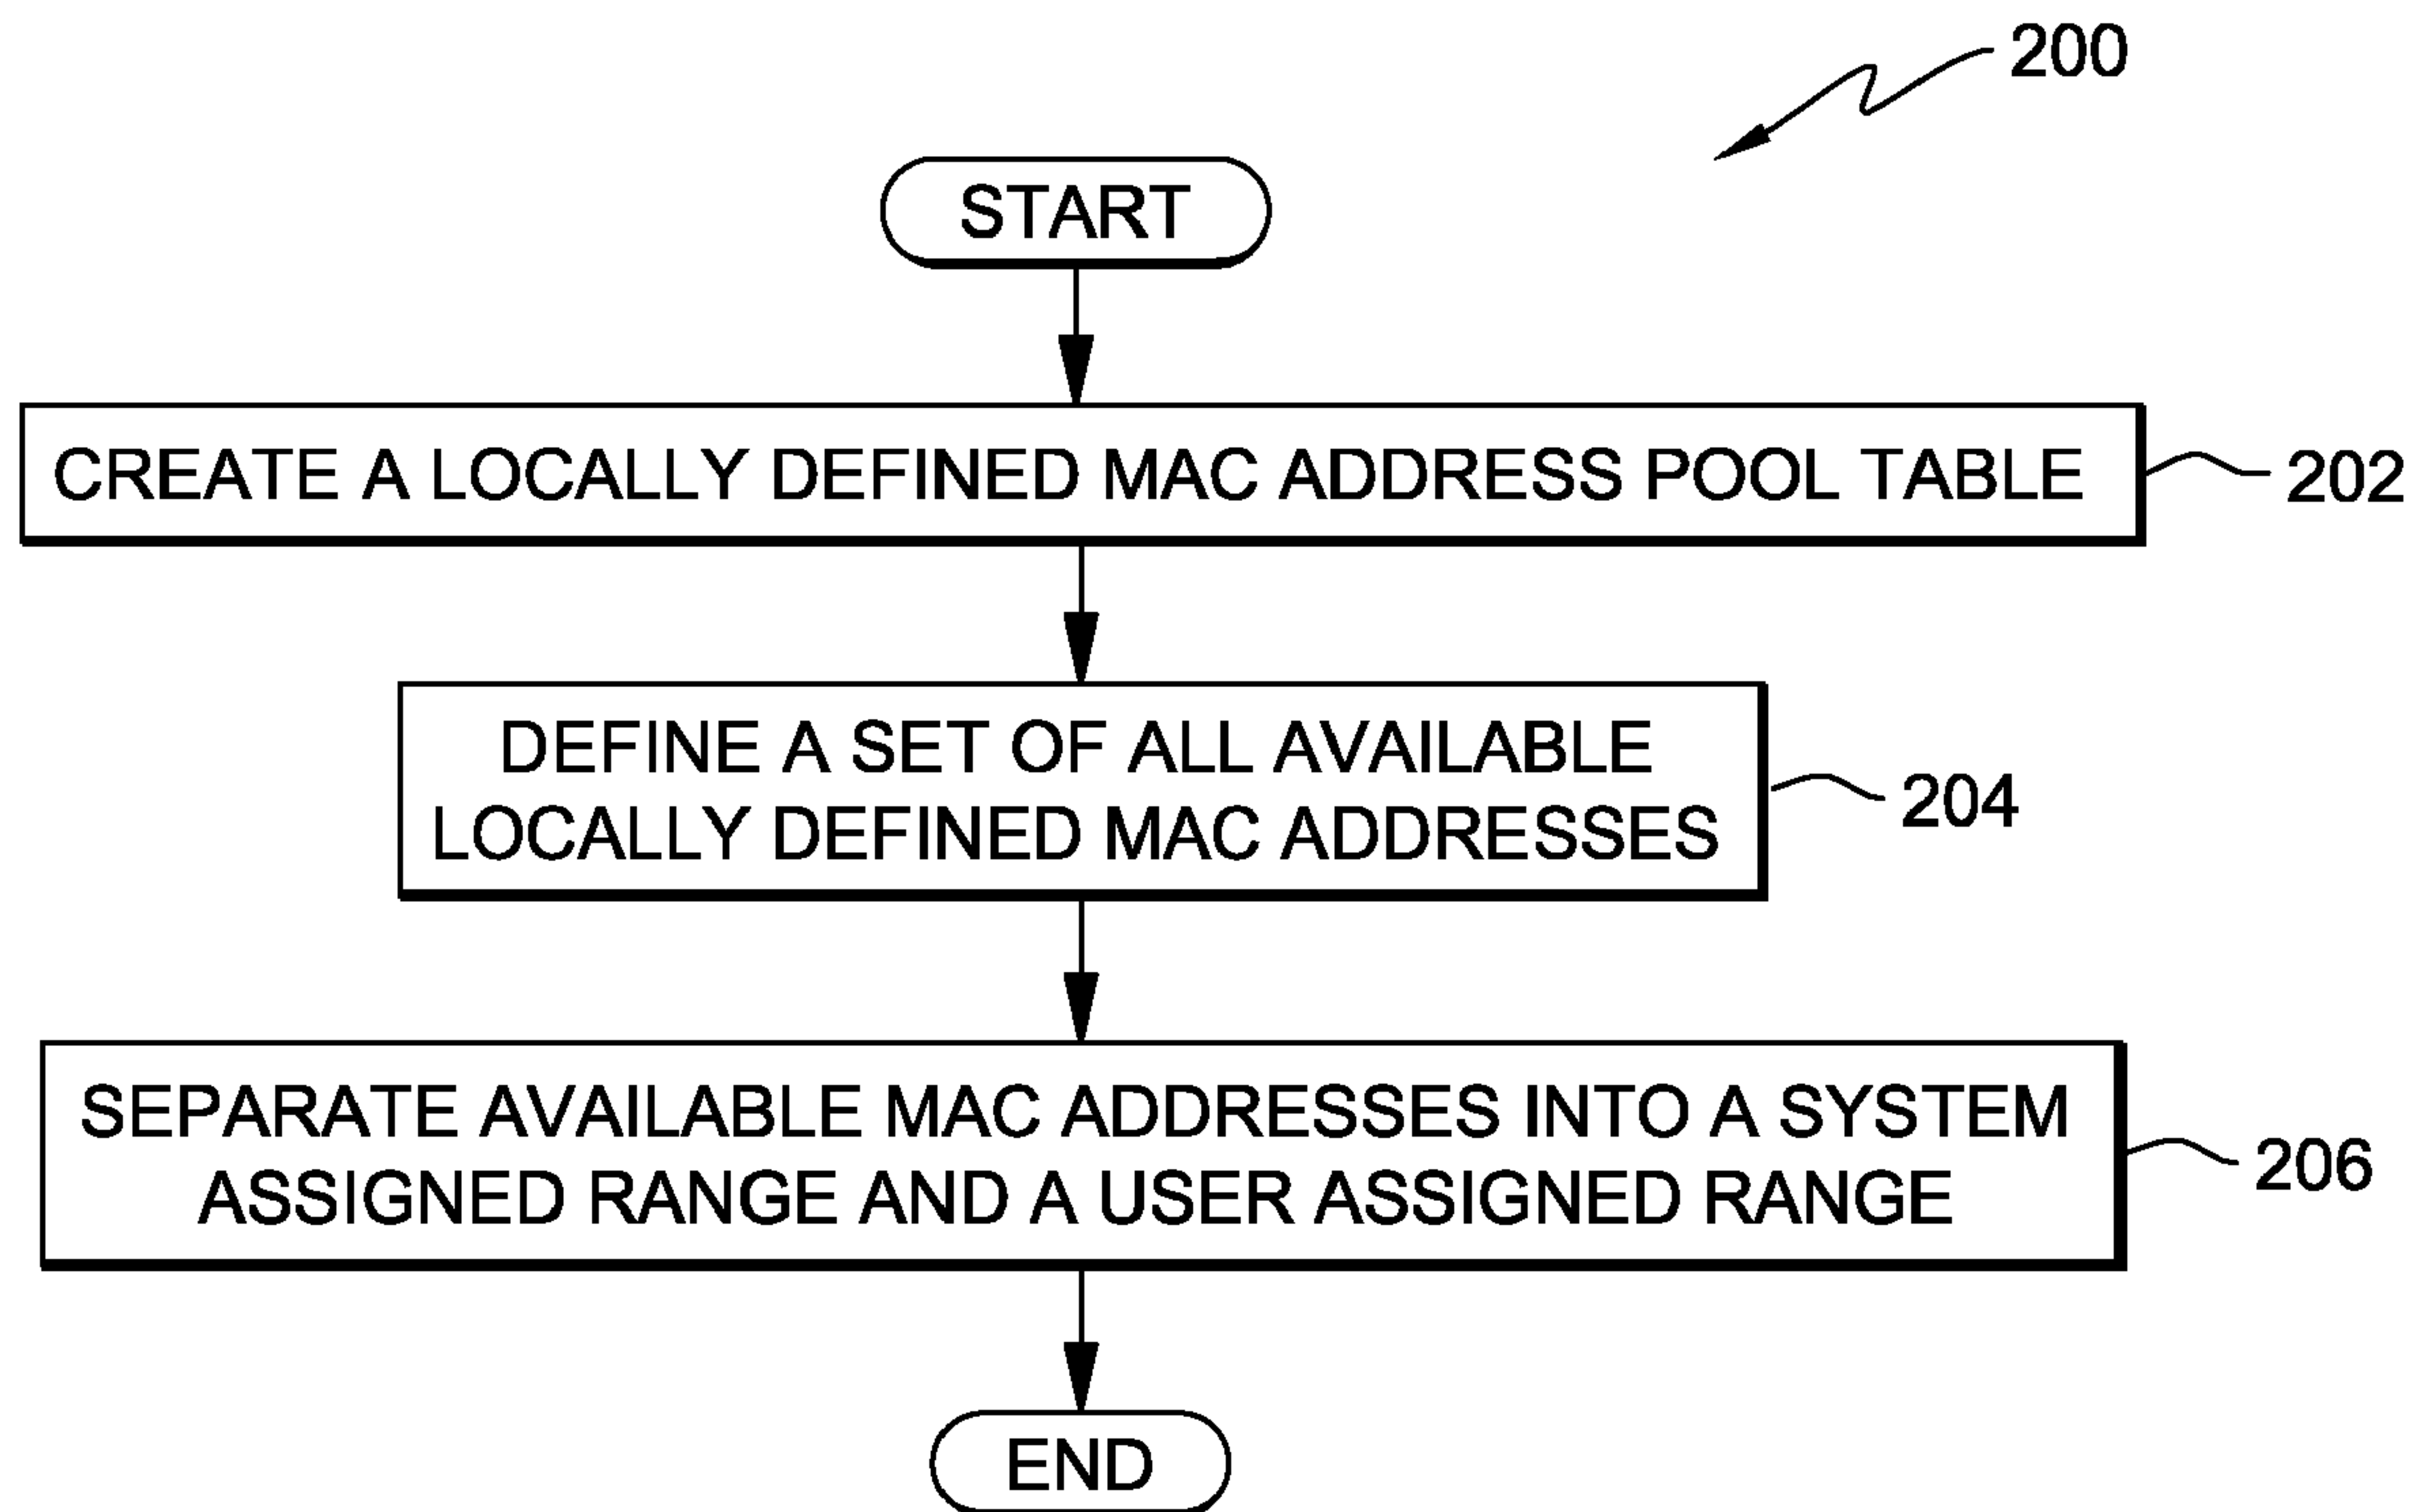 200
START
CREATE A LOCALLY DEFINED MAC ADDRESS POOL TABLE
202
DEFINE A SET OF ALL AVAILABLE
LOCALLY DEFINED MAC ADDRESSES
204
SEPARATE AVAILABLE MAC ADDRESSES INTO A SYSTEM
ASSIGNED RANGE AND A USER ASSIGNED RANGE
206
END